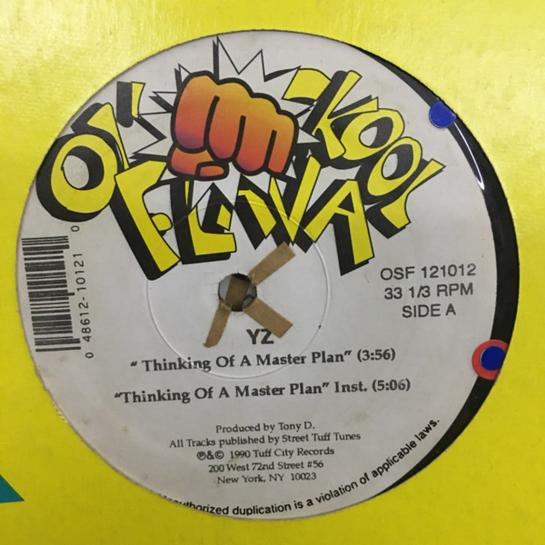 OL' SKOOL
FLAVA
OSF 121012
33 1/3 RPM
SIDE A
0 48612-10121 0
YZ
“ Thinking Of A Master Plan” (3:56)
“Thinking Of A Master Plan” Inst. (5:06)
Produced by Tony D.
All Tracks published by Street Tuff Tunes
℗&© 1990 Tuff City Records
200 West 72nd Street #56
New York, NY 10023
duplication is a violation of applicable laws.